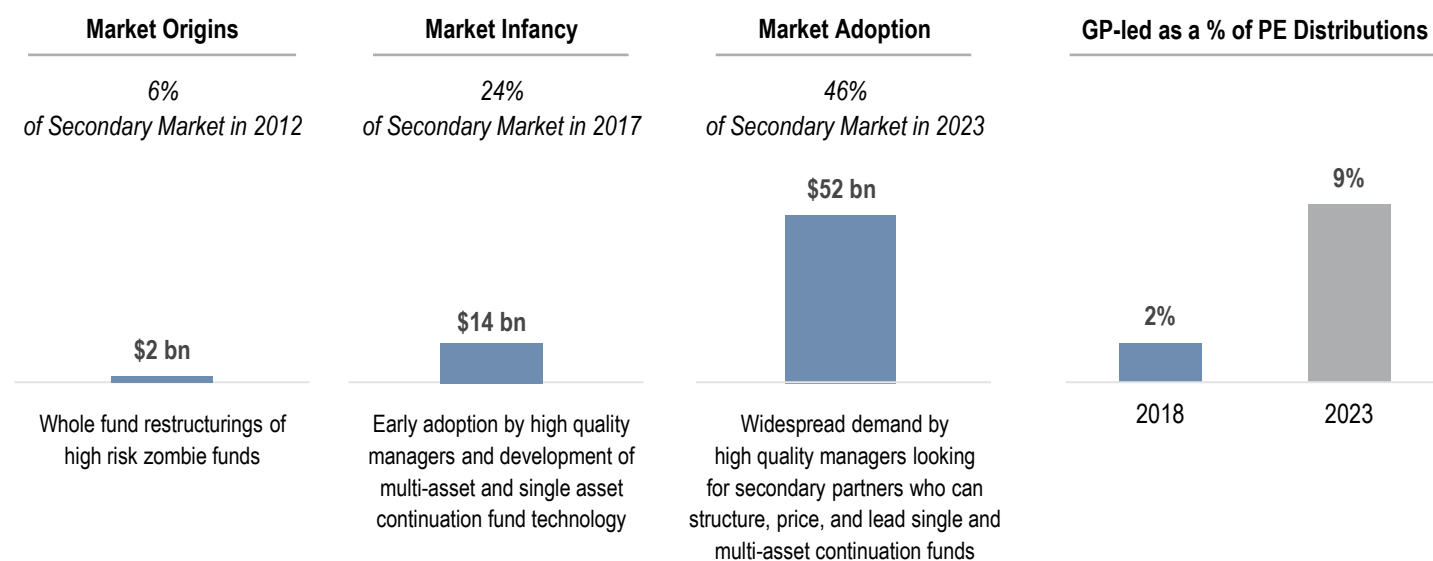 Market Origins
6%
of Secondary Market in 2012
$2 bn
Whole fund restructurings of
high risk zombie funds
Market Infancy
24%
of Secondary Market in 2017
$14 bn
Early adoption by high quality
managers and development of
multi-asset and single asset
continuation fund technology
Market Adoption
46%
of Secondary Market in 2023
$52 bn
Widespread demand by
high quality managers looking
for secondary partners who can
structure, price, and lead single and
multi-asset continuation funds
GP-led as a % of PE Distributions
2%
9%
2018
2023